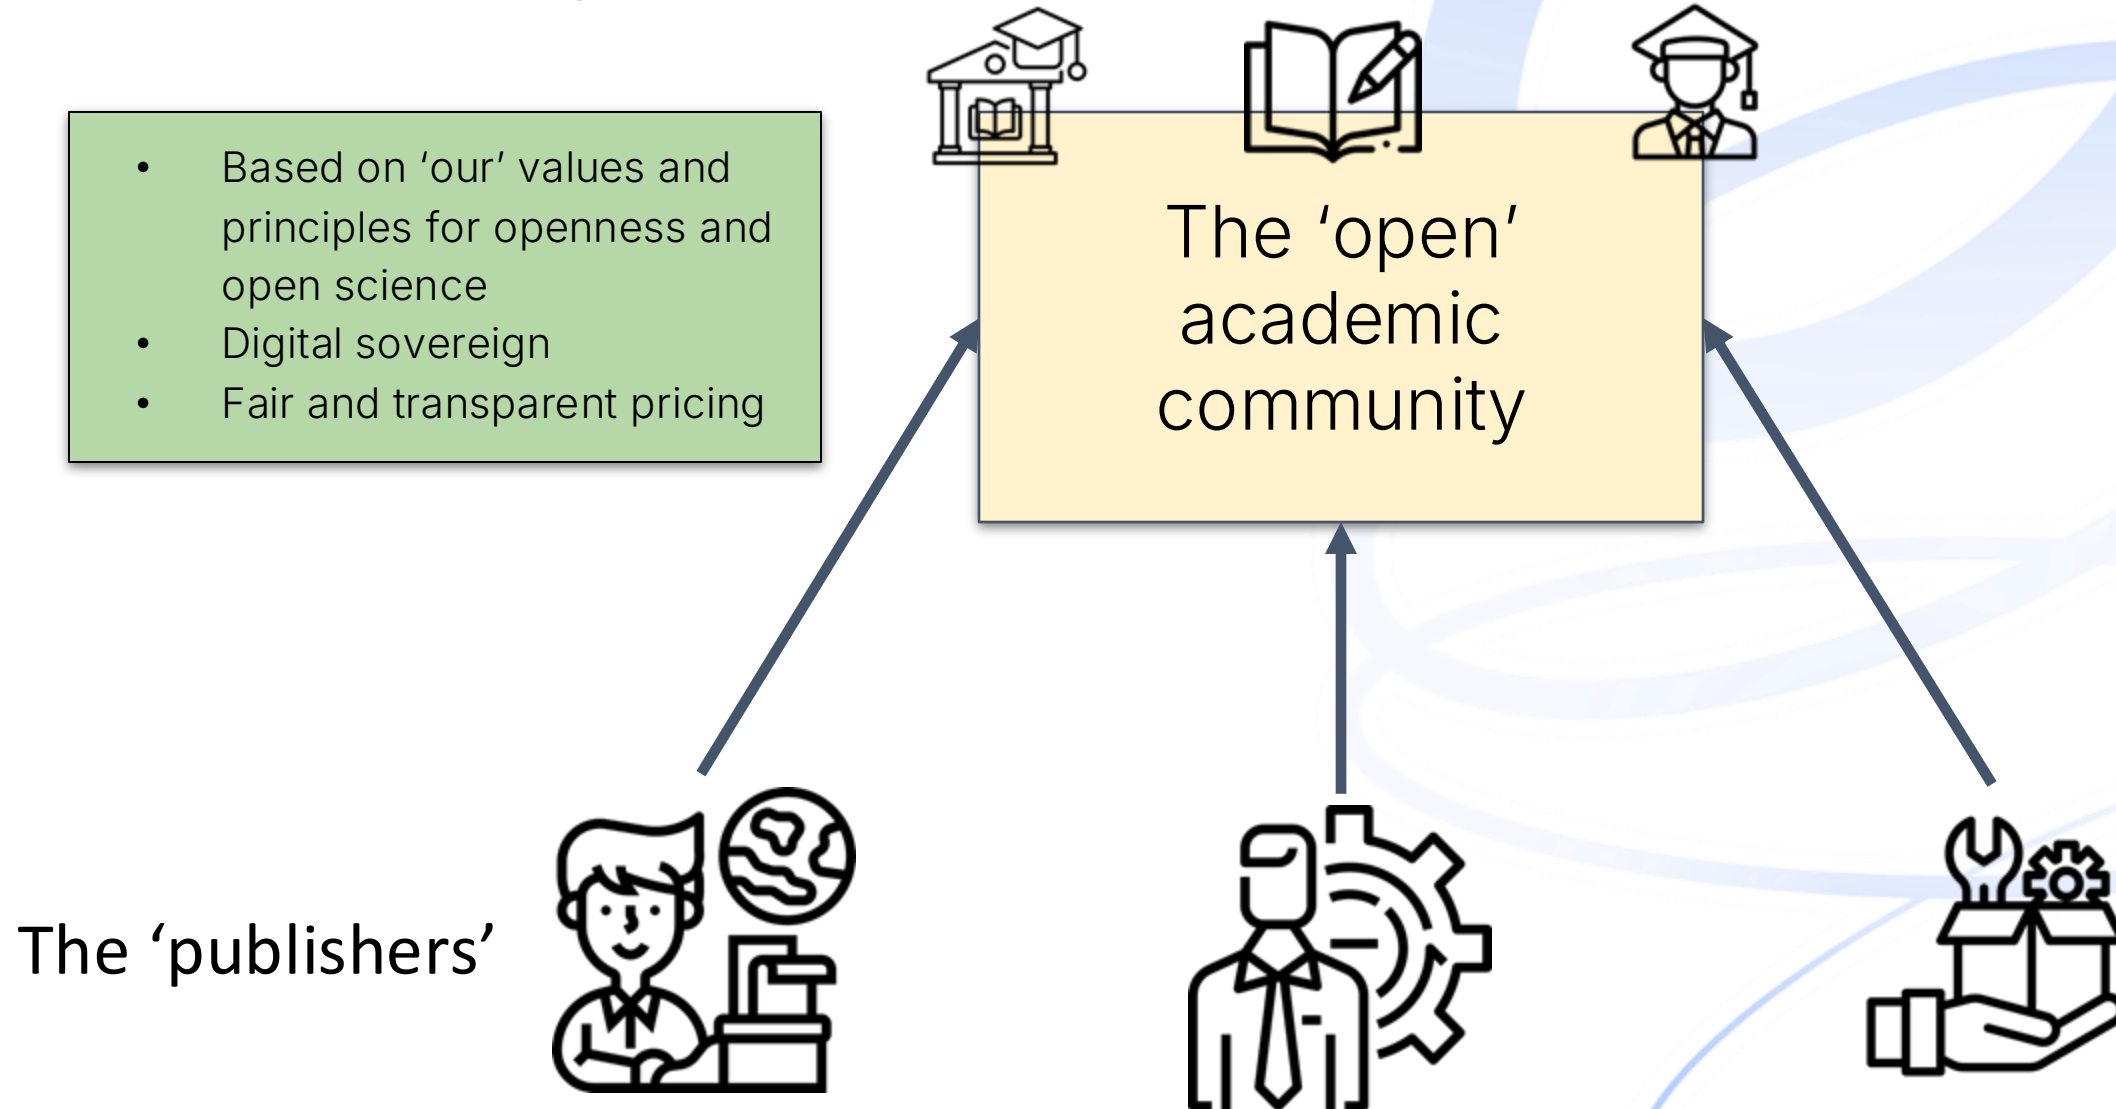 • Based on ‘our’ values and
principles for openness and
open science
• Digital sovereign
• Fair and transparent pricing
The ‘open’
academic
community
The ‘publishers’